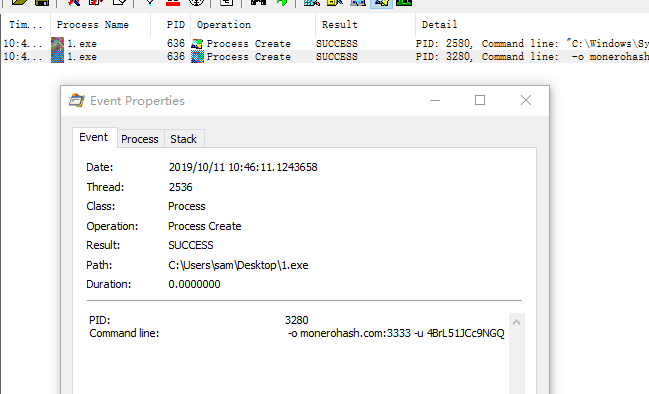 Tim... Process Name PID Operation Result Detail
10:4... 1.exe 636 Process Create SUCCESS PID: 2580, Command line: "C:\Windows\Sy
10:4... 1.exe 636 Process Create SUCCESS PID: 3280, Command line: -o monerohash
Event Properties
Event Process Stack
Date: 2019/10/11 10:46:11.1243658
Thread: 2536
Class: Process
Operation: Process Create
Result: SUCCESS
Path: C:\Users\sam\Desktop\1.exe
Duration: 0.0000000
PID: 3280
Command line: -o monerohash.com:3333 -u 4BrL51JCc9NGQ